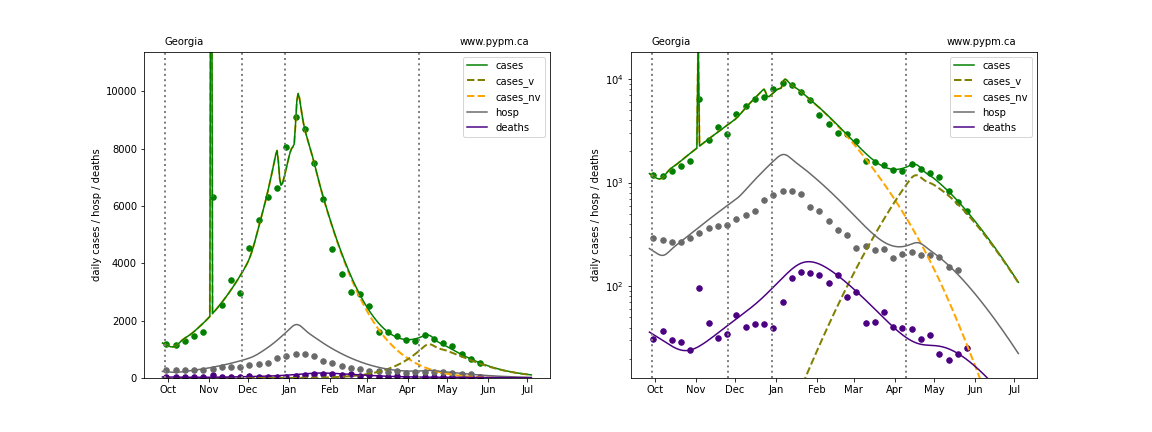 Georgia
www.pypm.ca
cases
cases_v
cases_nv
hosp
deaths
daily cases / hosp / deaths
10000
8000
6000
4000
2000
0
Oct Nov Dec Jan Feb Mar Apr May Jun Jul
Georgia
www.pypm.ca
cases
cases_v
cases_nv
hosp
deaths
daily cases / hosp / deaths
10⁴
10³
10²
Oct Nov Dec Jan Feb Mar Apr May Jun Jul